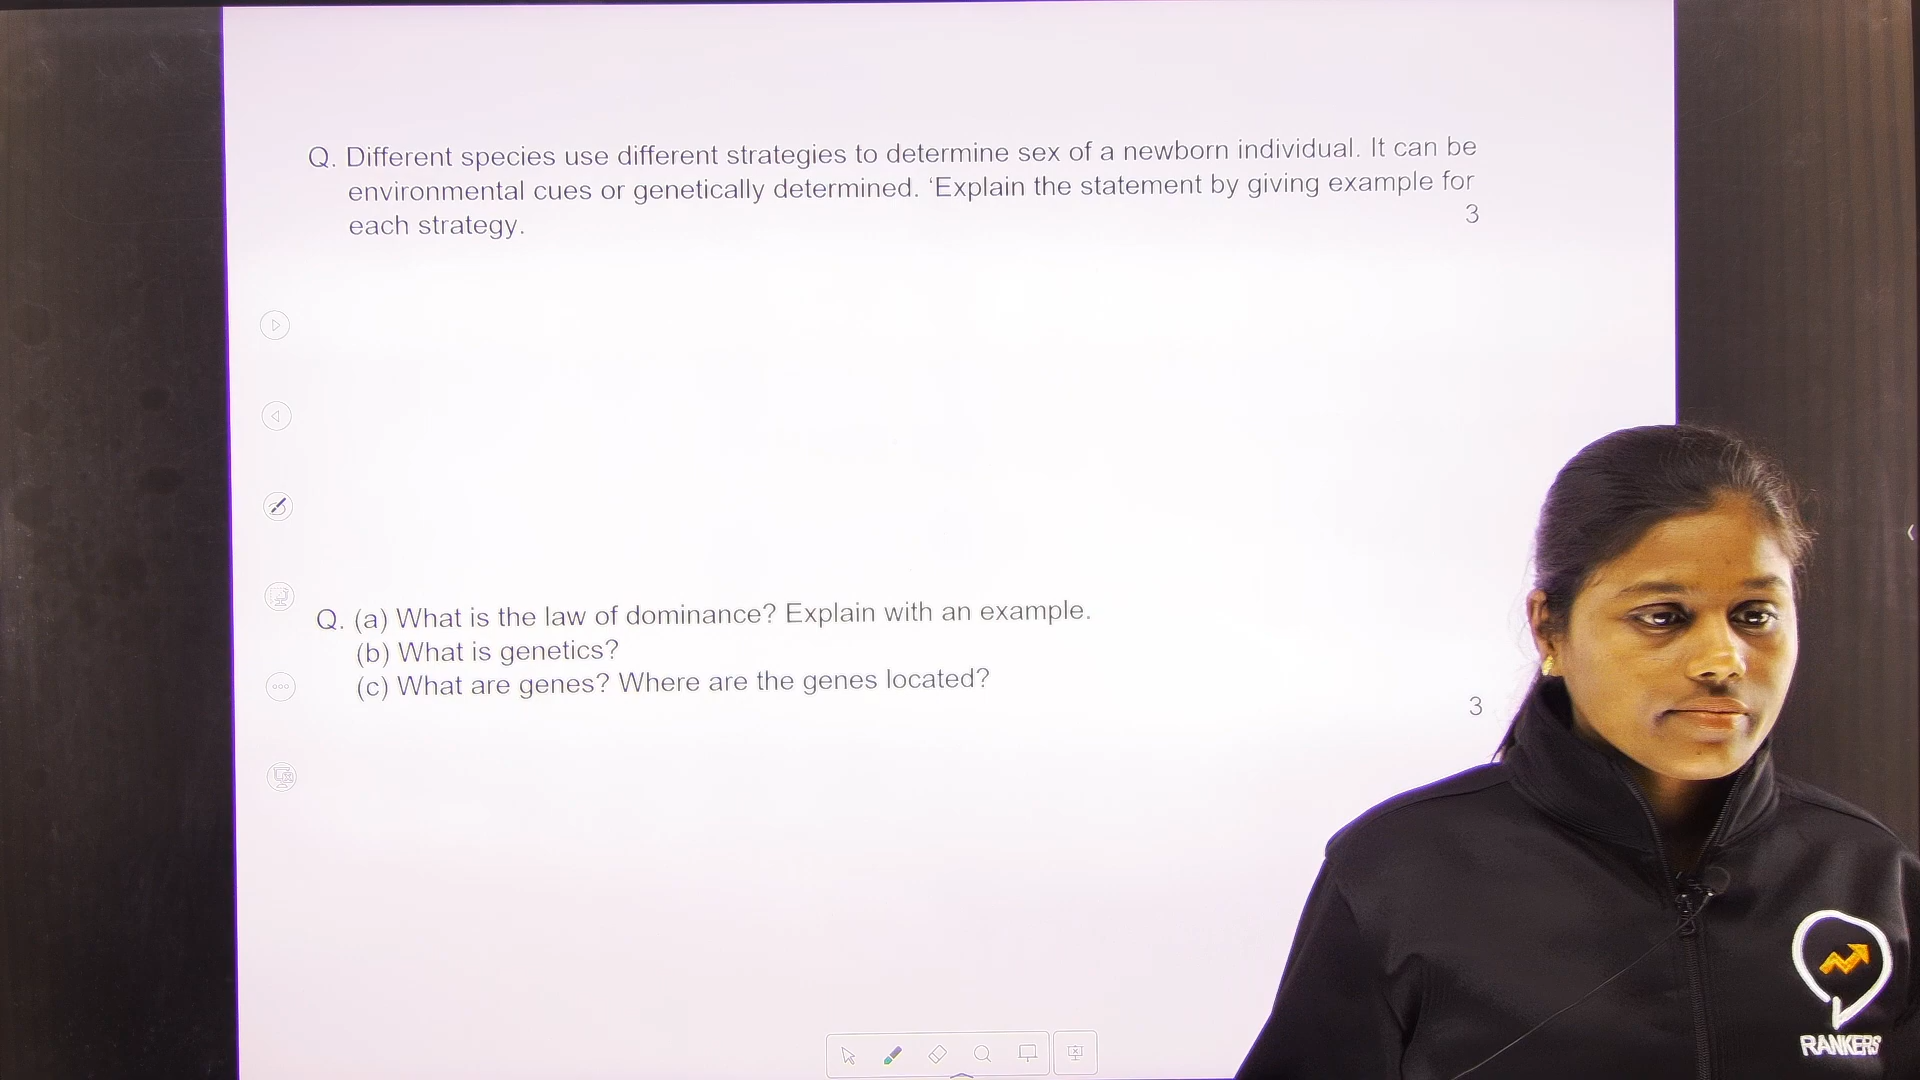 Q. Different species use different strategies to determine sex of a newborn individual. It can be
environmental cues or genetically determined. ‘Explain the statement by giving example for
each strategy.
3
Q. (a) What is the law of dominance? Explain with an example.
(b) What is genetics?
(c) What are genes? Where are the genes located?
3
RANKERS